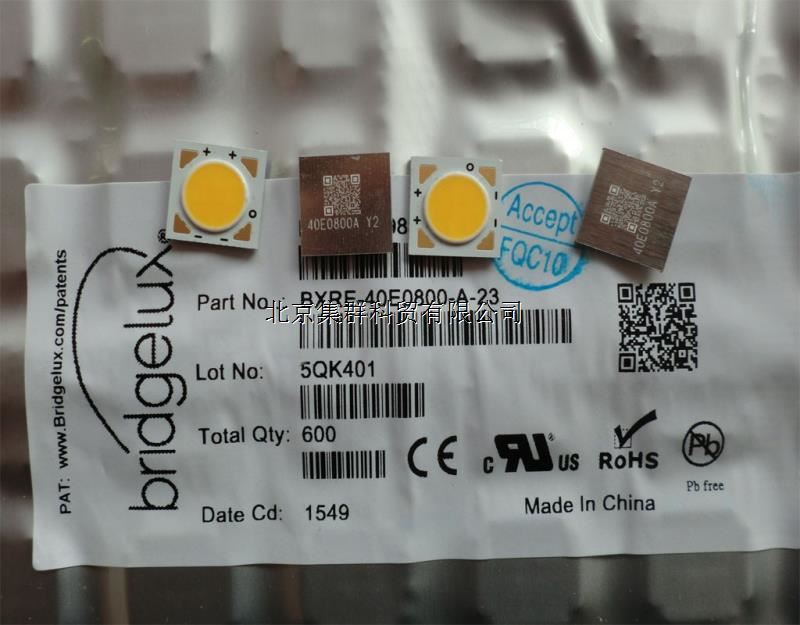 40E0800A Y2
40E0800A Y2
Accept
FQC10
Part No: BXRE-40E0800-A-23
北京集群科贸有限公司
Lot No: 5QK401
Total Qty: 600
Date Cd: 1549
CE
c RU US
RoHS
Pb
Pb free
Made In China
bridgelux®
PAT: www.Bridgelux.com/patents